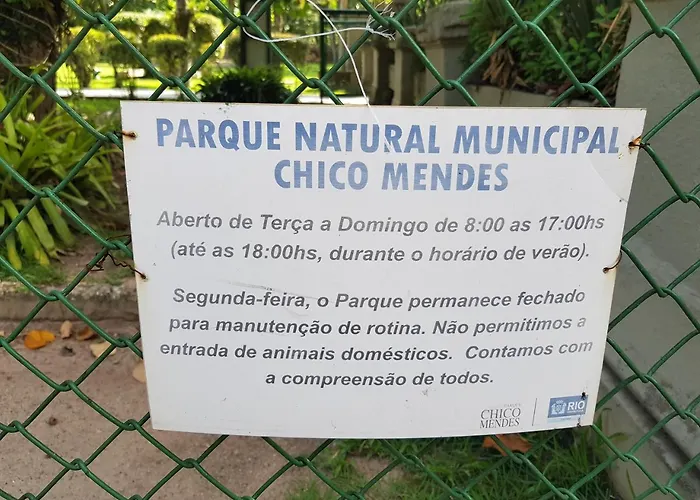 PARQUE NATURAL MUNICIPAL
CHICO MENDES
Aberto de Terça a Domingo de 8:00 as 17:00hs
(até as 18:00hs, durante o horário de verão).
Segunda-feira, o Parque permanece fechado
para manutenção de rotina. Não permitimos a
entrada de animais domésticos. Contamos com
a compreensão de todos.
PARQUE
CHICO
MENDES
RIO